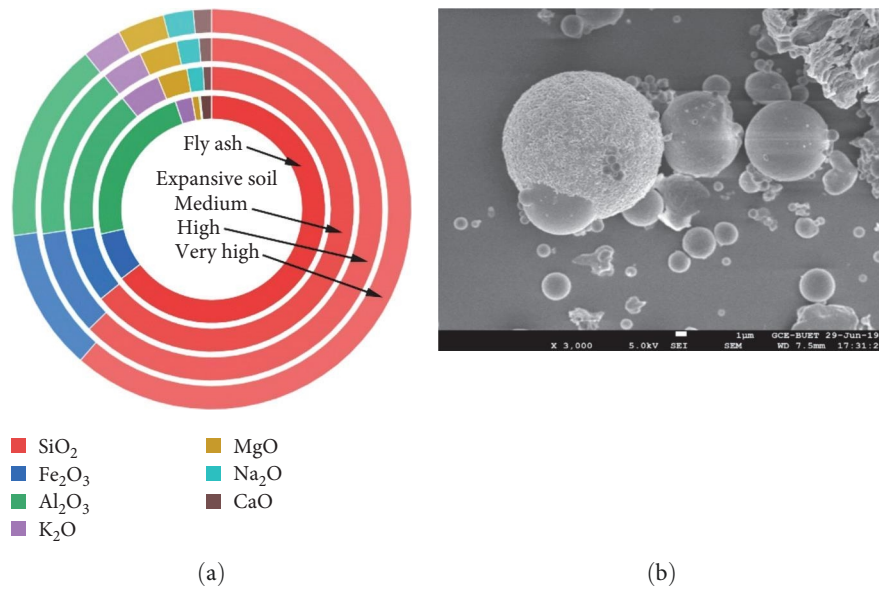 Fly ash
Expansive soil
Medium
High
Very high
SiO₂
Fe₂O₃
Al₂O₃
K₂O
MgO
Na₂O
CaO
1μm GCE-BUET 29-Jun-19
X 3,000 5.0kV SEI SEM WD 7.5mm 17:31:2
(a)
(b)